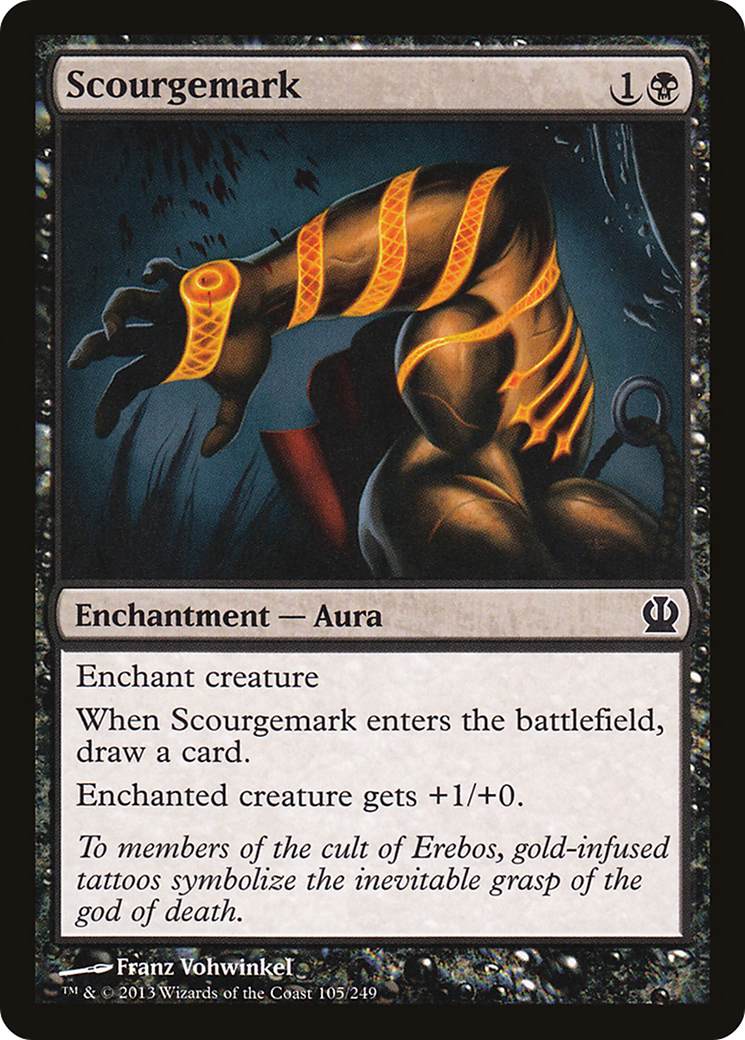 Scourgemark 1
Enchantment — Aura
Enchant creature
When Scourgemark enters the battlefield,
draw a card.
Enchanted creature gets +1/+0.
To members of the cult of Erebos, gold-infused
tattoos symbolize the inevitable grasp of the
god of death.
Franz Vohwinkel
™ & © 2013 Wizards of the Coast 105/249